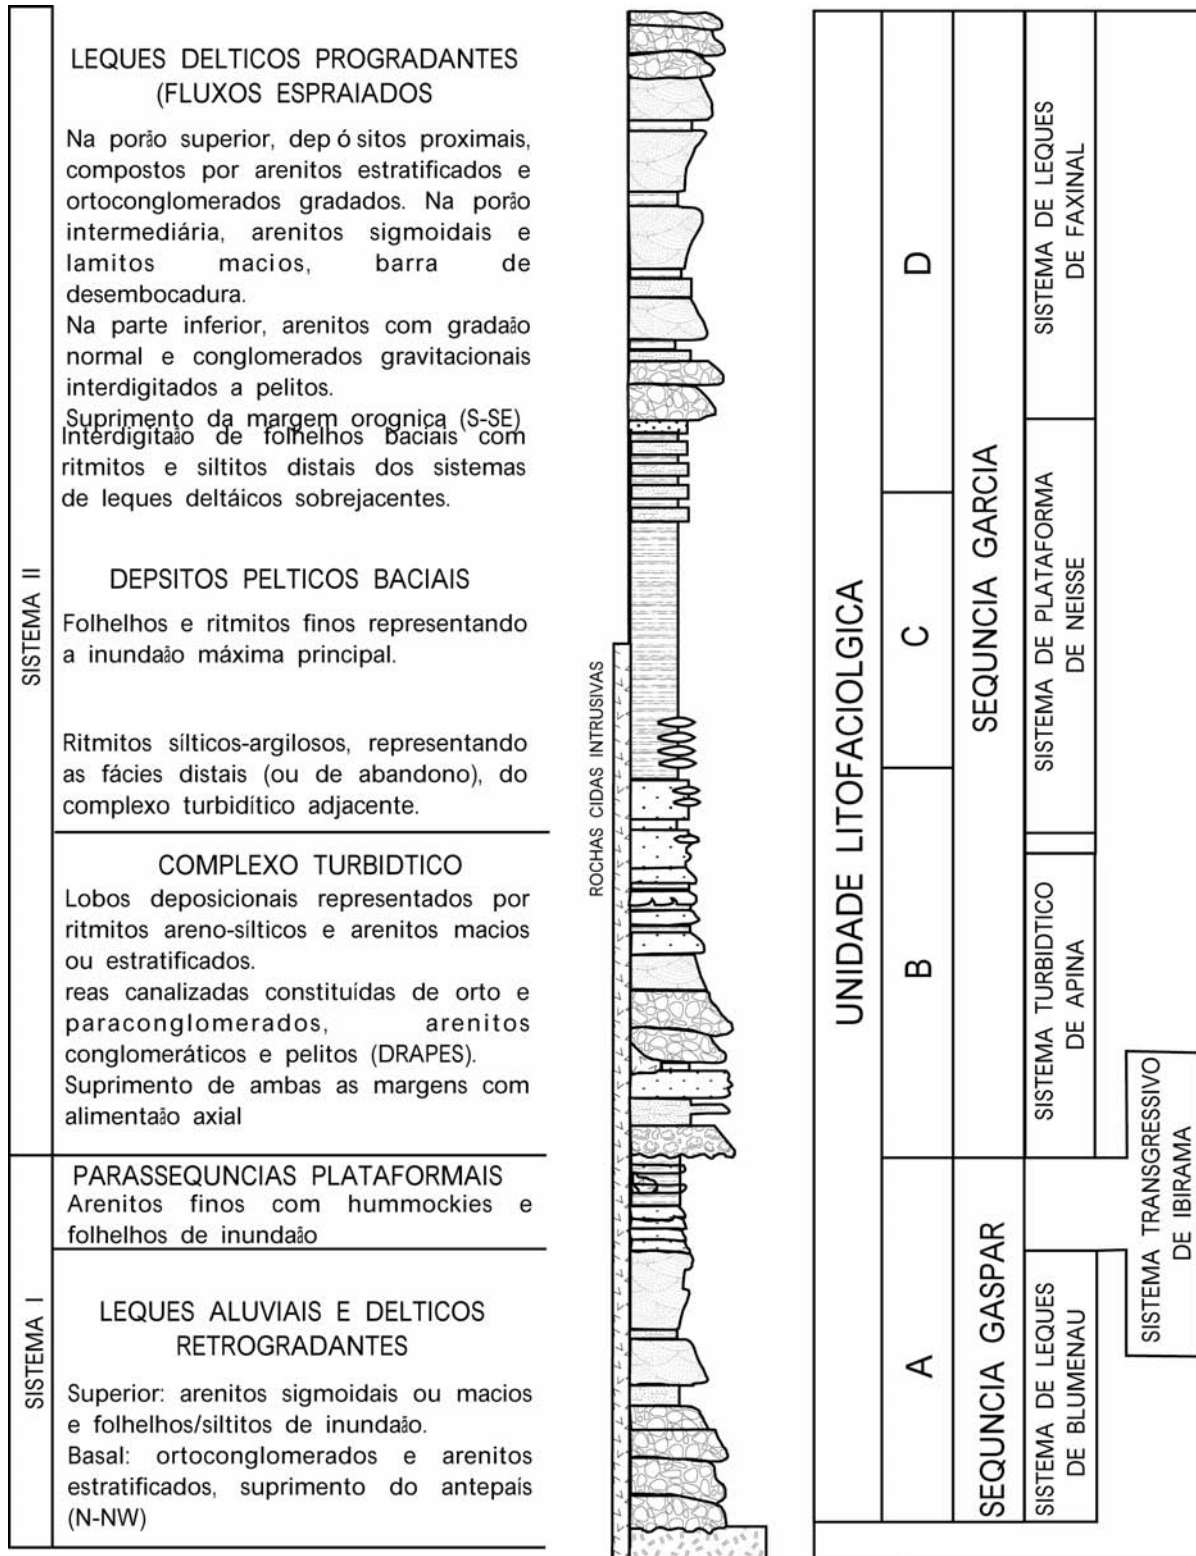 LEQUES DELTICOS PROGRADANTES
(FLUXOS ESPRAIADOS
Na porão superior, dep ó sitos proximais,
compostos por arenitos estratificados e
ortoconglomerados gradados. Na porão
intermediária, arenitos sigmoidais e
lamitos macios, barra de
desembocadura.
Na parte inferior, arenitos com gradaão
normal e conglomerados gravitacionais
interdigitados a pelitos.
Suprimento da margem orognica (S-SE)
Interdigitaão de folhelhos baciais com
ritmitos e siltitos distais dos sistemas
de leques deltáicos sobrejacentes.
SISTEMA II
DEPSITOS PELTICOS BACIAIS
Folhelhos e ritmitos finos representando
a inundaão máxima principal.
Ritmitos sílticos-argilosos, representando
as fácies distais (ou de abandono), do
complexo turbidítico adjacente.
COMPLEXO TURBIDTICO
Lobos deposicionais representados por
ritmitos areno-sílticos e arenitos macios
ou estratificados.
reas canalizadas constituídas de orto e
paraconglomerados, arenitos
conglomeráticos e pelitos (DRAPES).
Suprimento de ambas as margens com
alimentaão axial
SISTEMA I
PARASSEQUNCIAS PLATAFORMAIS
Arenitos finos com hummockies e
folhelhos de inundaão
LEQUES ALUVIAIS E DELTICOS
RETROGRADANTES
Superior: arenitos sigmoidais ou macios
e folhelhos/siltitos de inundaão.
Basal: ortoconglomerados e arenitos
estratificados, suprimento do antepaís
(N-NW)
ROCHAS CIDAS INTRUSIVAS
UNIDADE LITOFACIOLGICA
D
C
B
A
SEQUNCIA GARCIA
SEQUNCIA GASPAR
SISTEMA DE LEQUES
DE FAXINAL
SISTEMA DE PLATAFORMA
DE NEISSE
SISTEMA TURBIDTICO
DE APINA
SISTEMA DE LEQUES
DE BLUMENAU
SISTEMA TRANSGRESSIVO
DE IBIRAMA